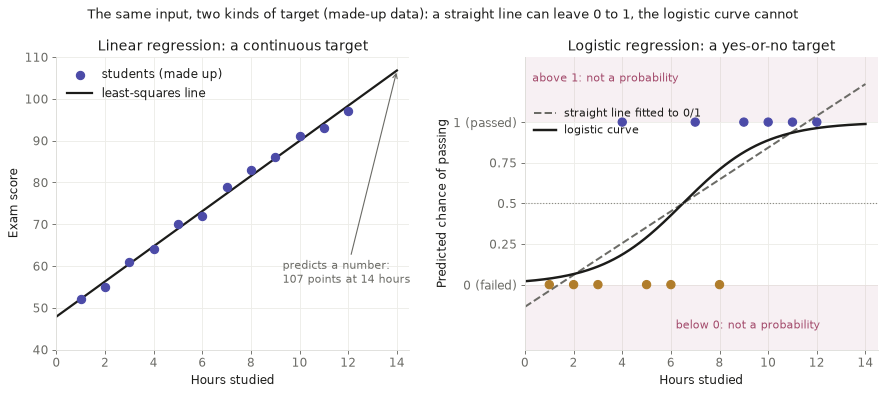 The same input, two kinds of target (made-up data): a straight line can leave 0 to 1, the logistic curve cannot
Linear regression: a continuous target
110
100
90
80
70
60
50
40
Exam score
students (made up)
least-squares line
predicts a number:
107 points at 14 hours
0
2
4
6
8
10
12
14
Hours studied
Logistic regression: a yes-or-no target
above 1: not a probability
straight line fitted to 0/1
logistic curve
1 (passed)
0.75
0.5
0.25
0 (failed)
Predicted chance of passing
below 0: not a probability
0
2
4
6
8
10
12
14
Hours studied